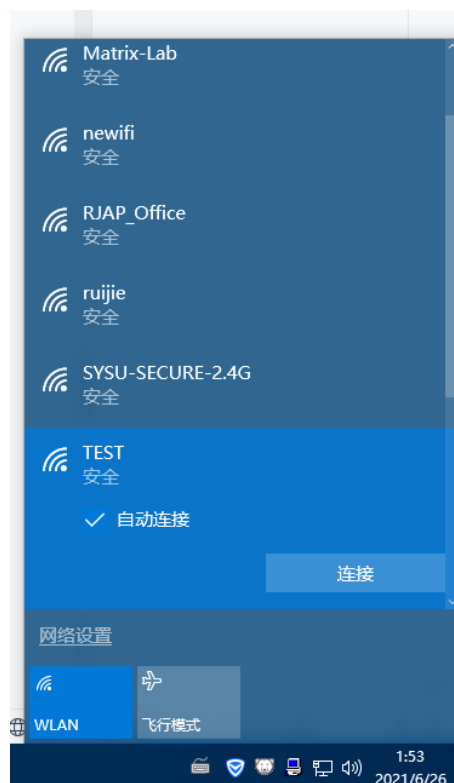 Matrix-Lab
安全
newifi
安全
RJAP_Office
安全
ruijie
安全
SYSU-SECURE-2.4G
安全
TEST
安全
自动连接
连接
网络设置
WLAN
飞行模式
1:53
2021/6/26